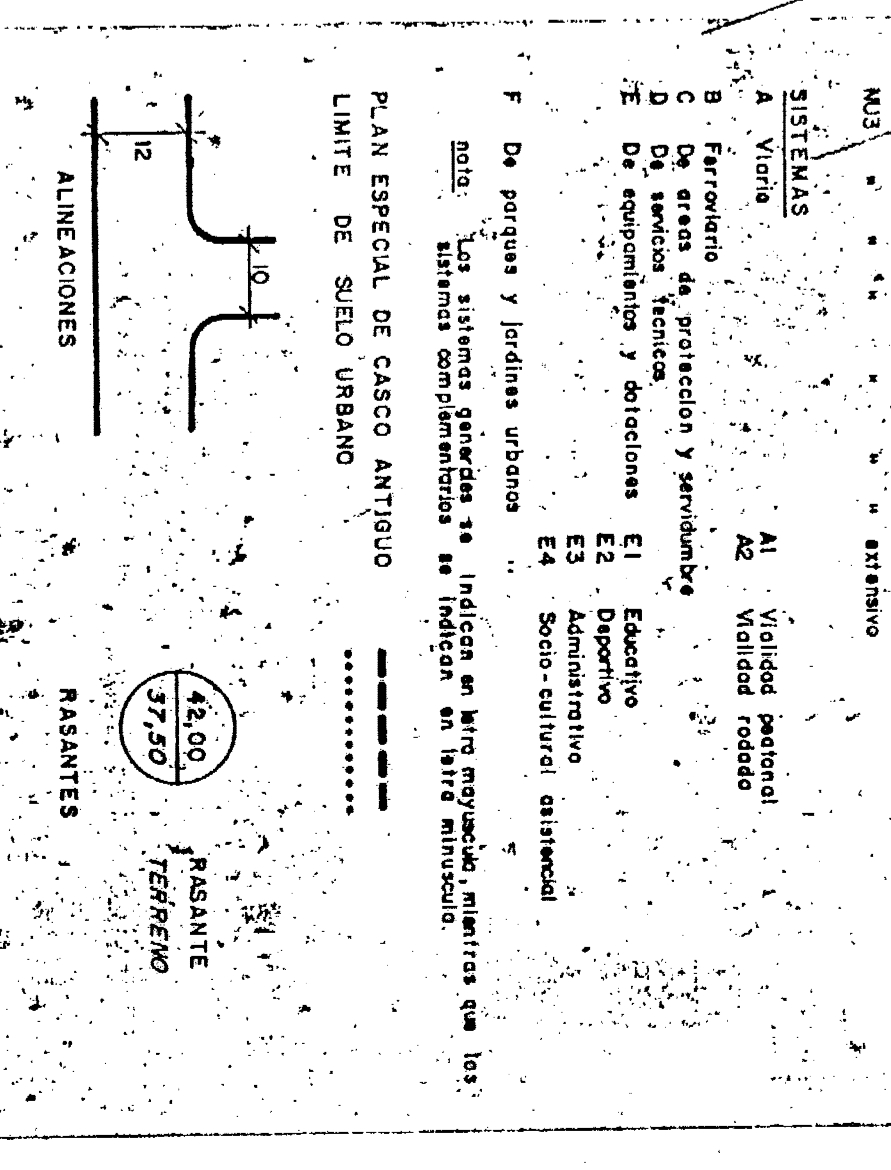 NU3 " " " " " " extensivo
SISTEMAS
A Viario A1 Vialidad peatonal
A2 Vialidad rodado
B Ferroviario
C De areas de proteccion y servidumbre
D De servicios tecnicos
E De equipamientos y dotaciones E1 Educativo
E2 Deportivo
E3 Administrativo
E4 Socio-cultural asistencial
F De parques y jardines urbanos
nota: Los sistemas generales se indican en letra mayuscula, mientras que los
sistemas complementarios se indican en letra minuscula.
PLAN ESPECIAL DE CASCO ANTIGUO
LIMITE DE SUELO URBANO
10
12
42,00 RASANTE
37,50 TERRENO
ALINEACIONES RASANTES